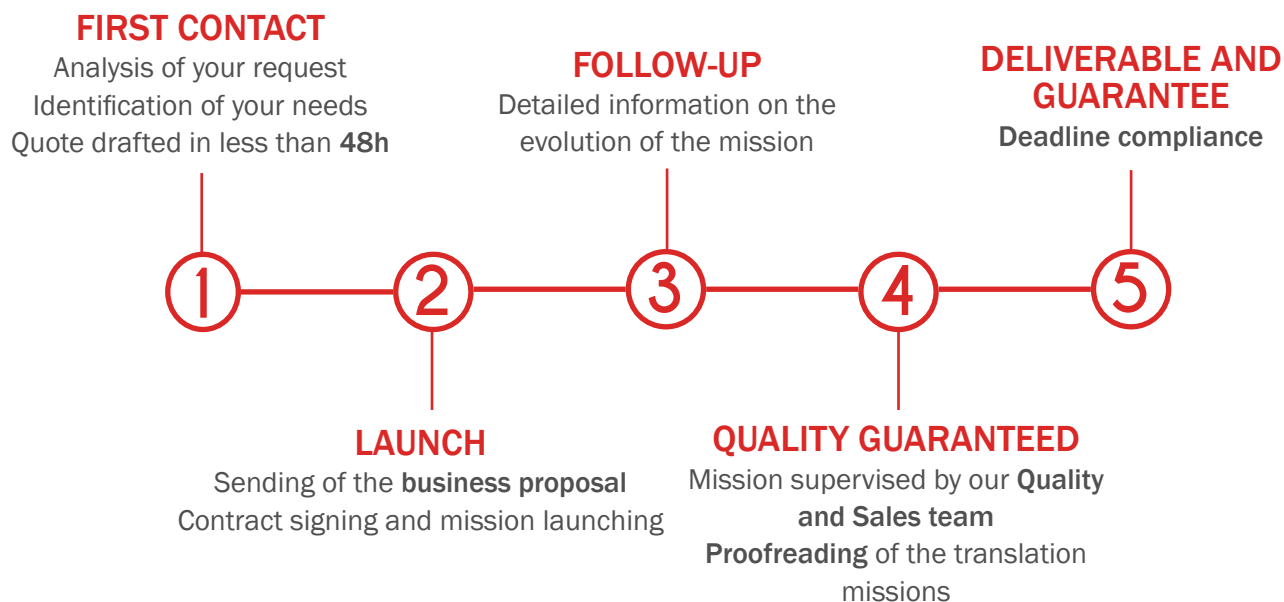 FIRST CONTACT
Analysis of your request
Identification of your needs
Quote drafted in less than 48h
FOLLOW-UP
Detailed information on the
evolution of the mission
DELIVERABLE AND
GUARANTEE
Deadline compliance
1
2
3
4
5
LAUNCH
Sending of the business proposal
Contract signing and mission launching
QUALITY GUARANTEED
Mission supervised by our Quality
and Sales team
Proofreading of the translation
missions